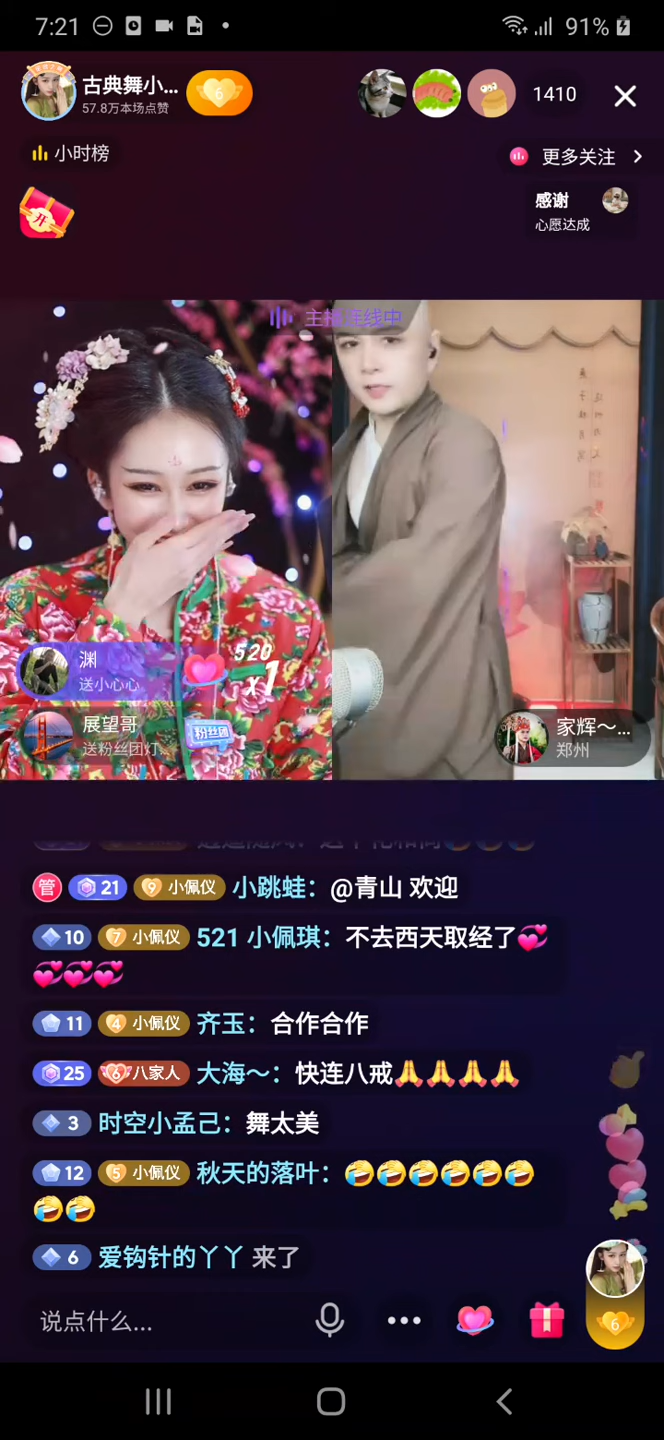 7:21
91%
古典舞小...
57.8万本场点赞
6
1410
小时榜
更多关注
开
感谢
心愿达成
主播连线中
渊
送小心心
520
x1
展望哥
送粉丝团灯...
粉丝团
家辉～...
郑州
管 21 9 小佩仪 小跳蛙：@青山 欢迎
10 7 小佩仪 521 小佩琪：不去西天取经了💞
💞💞💞
11 4 小佩仪 齐玉：合作合作
25 6 八家人 大海～：快连八戒🙏🙏🙏🙏
3 时空小孟己：舞太美
12 5 小佩仪 秋天的落叶：🤣🤣🤣🤣🤣🤣
🤣🤣
6 爱钩针的丫丫 来了
说点什么...
6